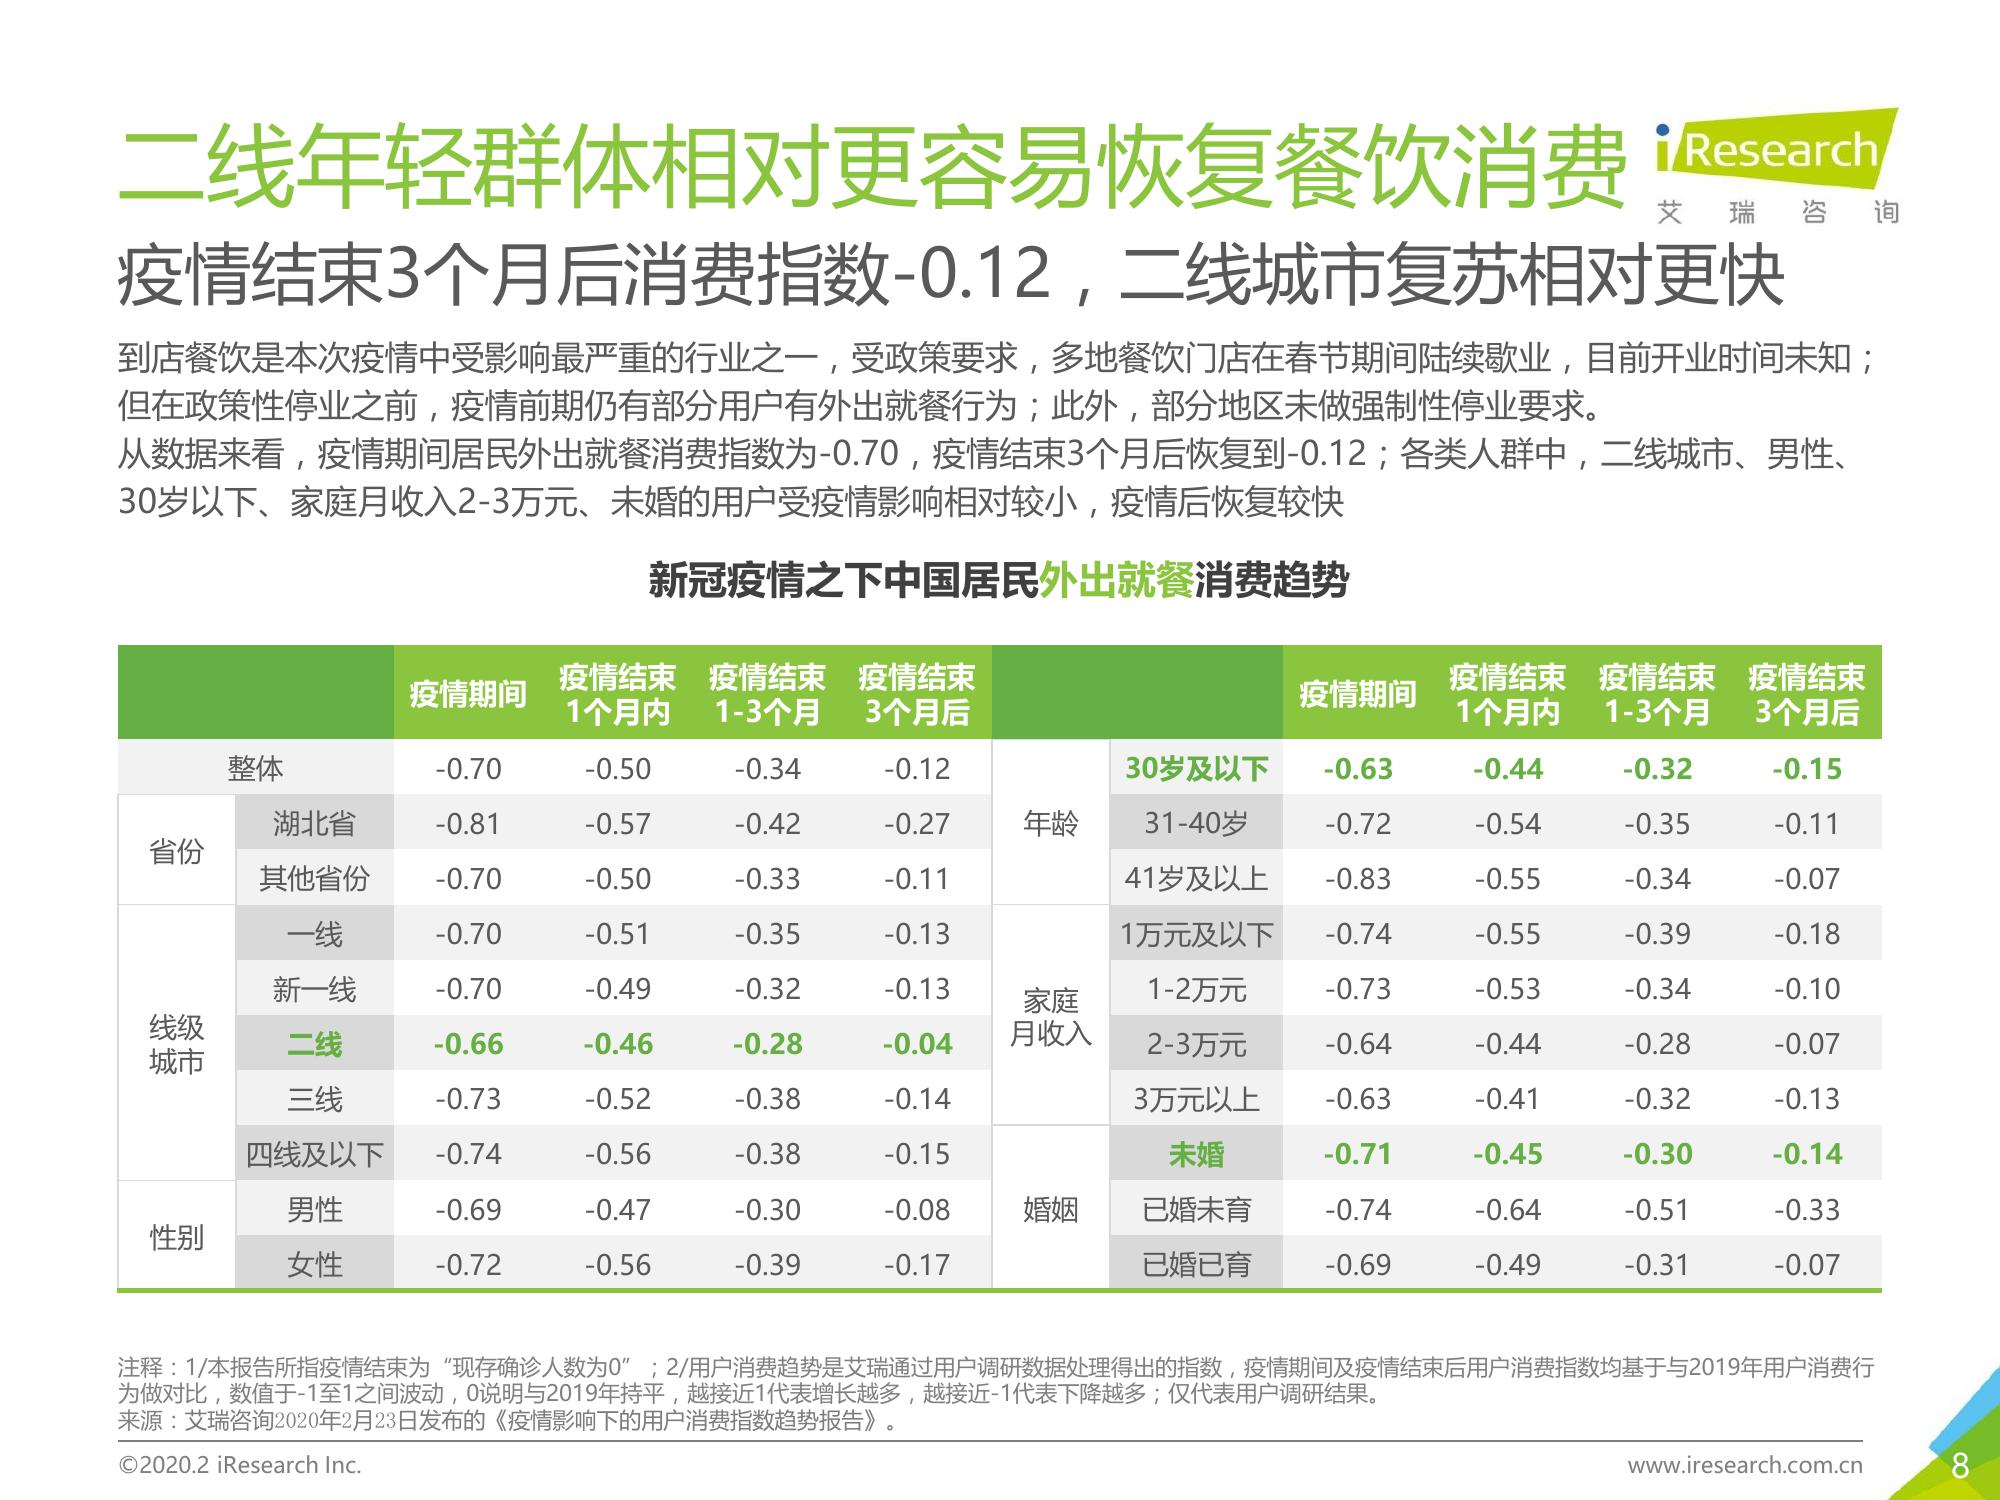 二线年轻群体相对更容易恢复餐饮消费
iResearch
艾瑞咨询
疫情结束3个月后消费指数-0.12，二线城市复苏相对更快
到店餐饮是本次疫情中受影响最严重的行业之一，受政策要求，多地餐饮门店在春节期间陆续歇业，目前开业时间未知；
但在政策性停业之前，疫情前期仍有部分用户有外出就餐行为；此外，部分地区未做强制性停业要求。
从数据来看，疫情期间居民外出就餐消费指数为-0.70，疫情结束3个月后恢复到-0.12；各类人群中，二线城市、男性、
30岁以下、家庭月收入2-3万元、未婚的用户受疫情影响相对较小，疫情后恢复较快
新冠疫情之下中国居民外出就餐消费趋势
疫情期间 疫情结束1个月内 疫情结束1-3个月 疫情结束3个月后
整体 -0.70 -0.50 -0.34 -0.12
省份
湖北省 -0.81 -0.57 -0.42 -0.27
其他省份 -0.70 -0.50 -0.33 -0.11
线级城市
一线 -0.70 -0.51 -0.35 -0.13
新一线 -0.70 -0.49 -0.32 -0.13
二线 -0.66 -0.46 -0.28 -0.04
三线 -0.73 -0.52 -0.38 -0.14
四线及以下 -0.74 -0.56 -0.38 -0.15
性别
男性 -0.69 -0.47 -0.30 -0.08
女性 -0.72 -0.56 -0.39 -0.17
疫情期间 疫情结束1个月内 疫情结束1-3个月 疫情结束3个月后
年龄
30岁及以下 -0.63 -0.44 -0.32 -0.15
31-40岁 -0.72 -0.54 -0.35 -0.11
41岁及以上 -0.83 -0.55 -0.34 -0.07
家庭月收入
1万元及以下 -0.74 -0.55 -0.39 -0.18
1-2万元 -0.73 -0.53 -0.34 -0.10
2-3万元 -0.64 -0.44 -0.28 -0.07
3万元以上 -0.63 -0.41 -0.32 -0.13
婚姻
未婚 -0.71 -0.45 -0.30 -0.14
已婚未育 -0.74 -0.64 -0.51 -0.33
已婚已育 -0.69 -0.49 -0.31 -0.07
注释：1/本报告所指疫情结束为“现存确诊人数为0”；2/用户消费趋势是艾瑞通过用户调研数据处理得出的指数，疫情期间及疫情结束后用户消费指数均基于与2019年用户消费行
为做对比，数值于-1至1之间波动，0说明与2019年持平，越接近1代表增长越多，越接近-1代表下降越多；仅代表用户调研结果。
来源：艾瑞咨询2020年2月23日发布的《疫情影响下的用户消费指数趋势报告》。
©2020.2 iResearch Inc.
www.iresearch.com.cn
8